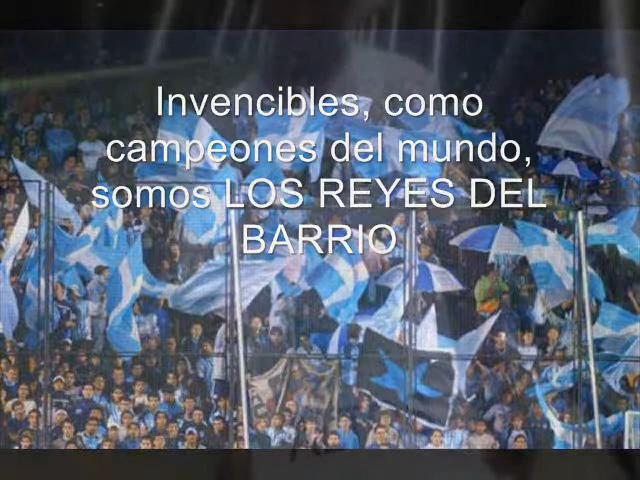 Invencibles, como
campeones del mundo,
somos LOS REYES DEL
BARRIO